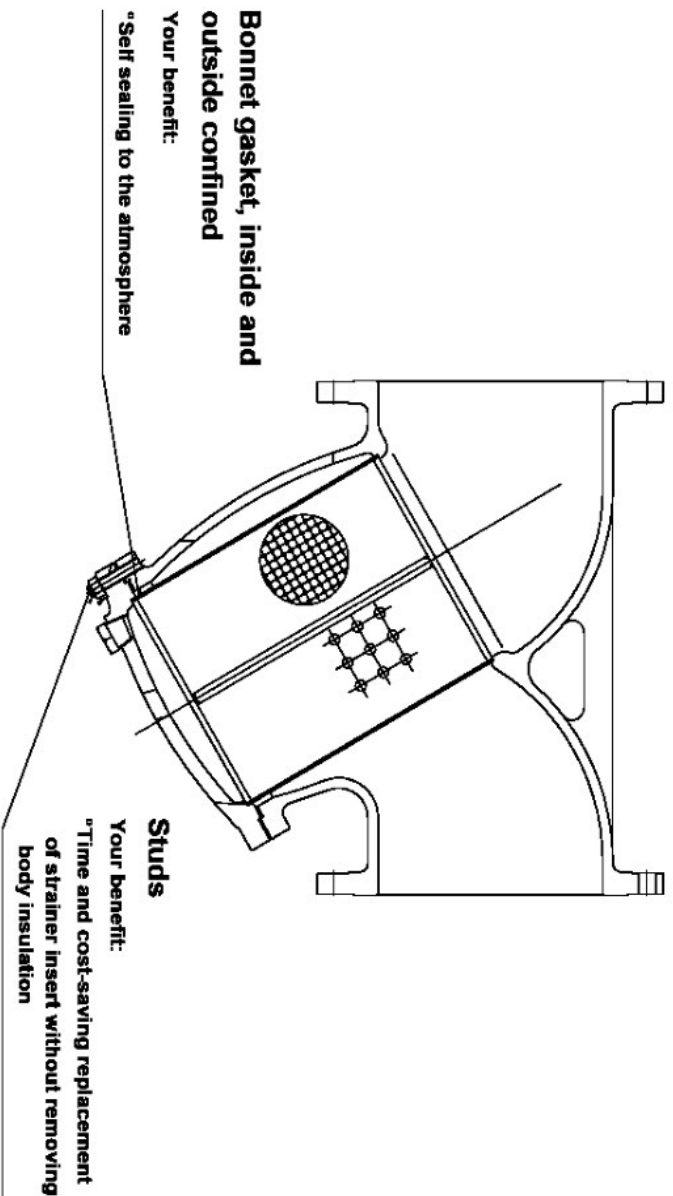 Bonnet gasket, inside and
outside confined
Your benefit:
"Self sealing to the atmosphere
Studs
Your benefit:
"Time and cost-saving replacement
of strainer insert without removing
body insulation